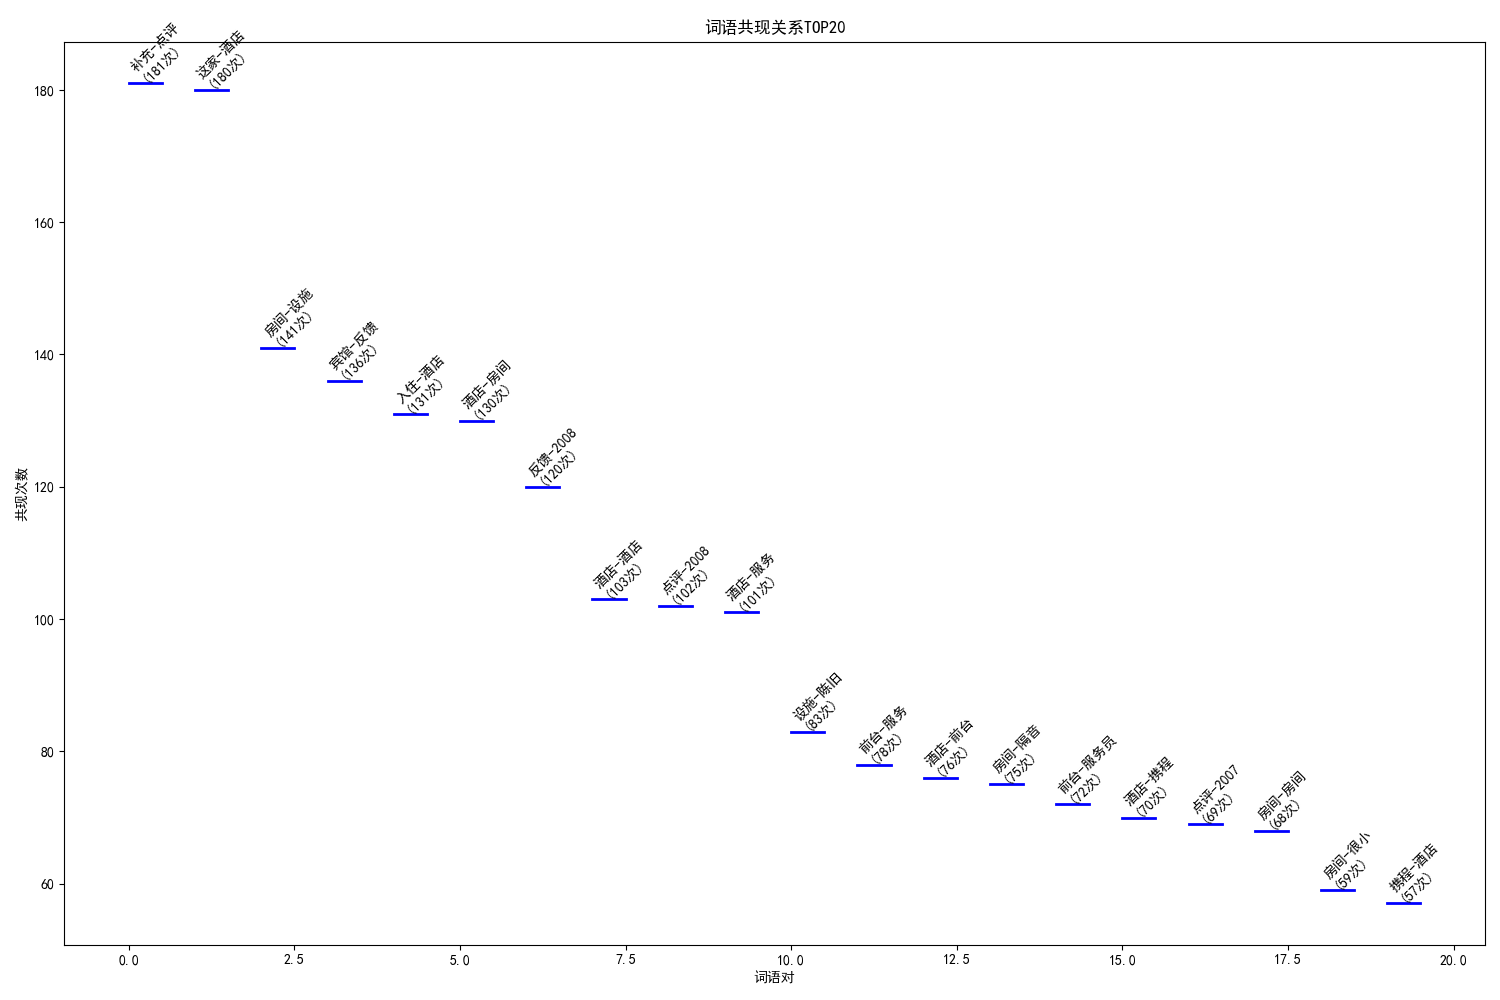 词语共现关系TOP20
补充-点评
(181次)
这家-酒店
(180次)
房间-设施
(141次)
宾馆-反馈
(136次)
入住-酒店
(131次)
酒店-房间
(130次)
反馈-2008
(120次)
酒店-酒店
(103次)
点评-2008
(102次)
酒店-服务
(101次)
设施-陈旧
(83次)
前台-服务
(78次)
酒店-前台
(76次)
房间-隔音
(75次)
前台-服务员
(72次)
酒店-携程
(70次)
点评-2007
(69次)
房间-房间
(68次)
房间-很小
(59次)
携程-酒店
(57次)
共现次数
180
160
140
120
100
80
60
0.0 2.5 5.0 7.5 10.0 12.5 15.0 17.5 20.0
词语对